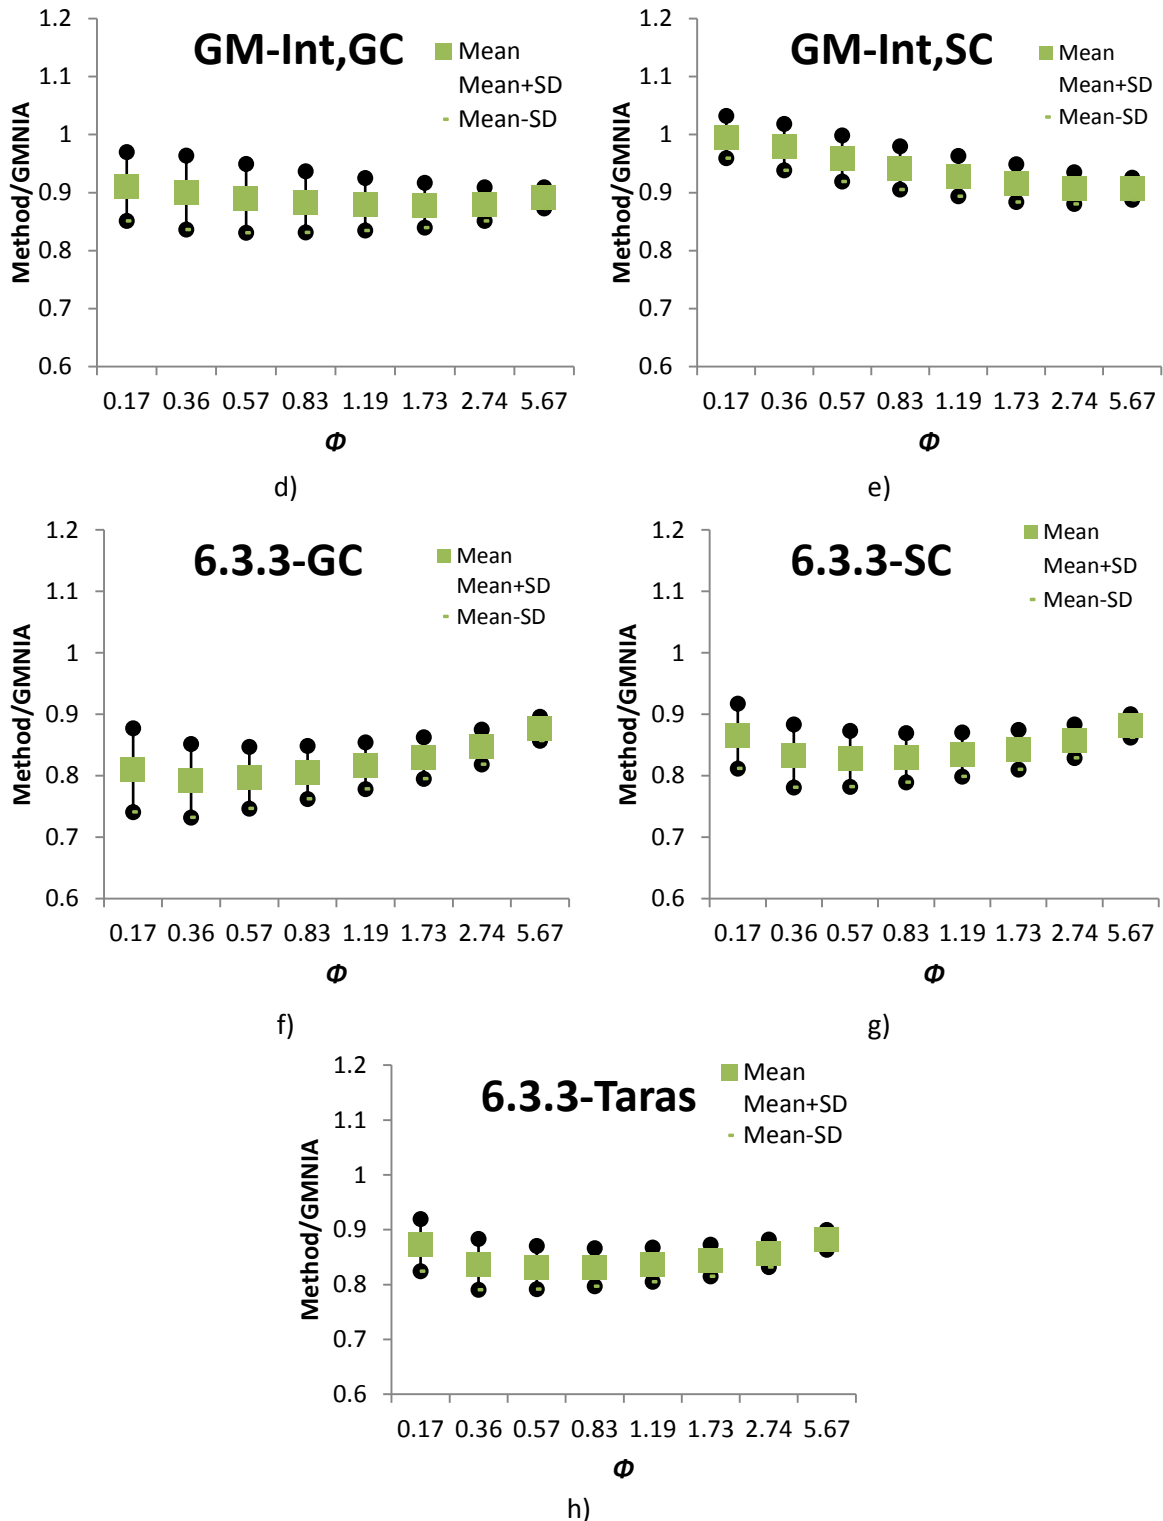 GM-Int,GC
Mean
Mean+SD
Mean-SD
Method/GMNIA
1.2
1.1
1
0.9
0.8
0.7
0.6
0.17 0.36 0.57 0.83 1.19 1.73 2.74 5.67
Φ
d)
GM-Int,SC
Mean
Mean+SD
Mean-SD
Method/GMNIA
1.2
1.1
1
0.9
0.8
0.7
0.6
0.17 0.36 0.57 0.83 1.19 1.73 2.74 5.67
Φ
e)
6.3.3-GC
Mean
Mean+SD
Mean-SD
Method/GMNIA
1.2
1.1
1
0.9
0.8
0.7
0.6
0.17 0.36 0.57 0.83 1.19 1.73 2.74 5.67
Φ
f)
6.3.3-SC
Mean
Mean+SD
Mean-SD
Method/GMNIA
1.2
1.1
1
0.9
0.8
0.7
0.6
0.17 0.36 0.57 0.83 1.19 1.73 2.74 5.67
Φ
g)
6.3.3-Taras
Mean
Mean+SD
Mean-SD
Method/GMNIA
1.2
1.1
1
0.9
0.8
0.7
0.6
0.17 0.36 0.57 0.83 1.19 1.73 2.74 5.67
Φ
h)